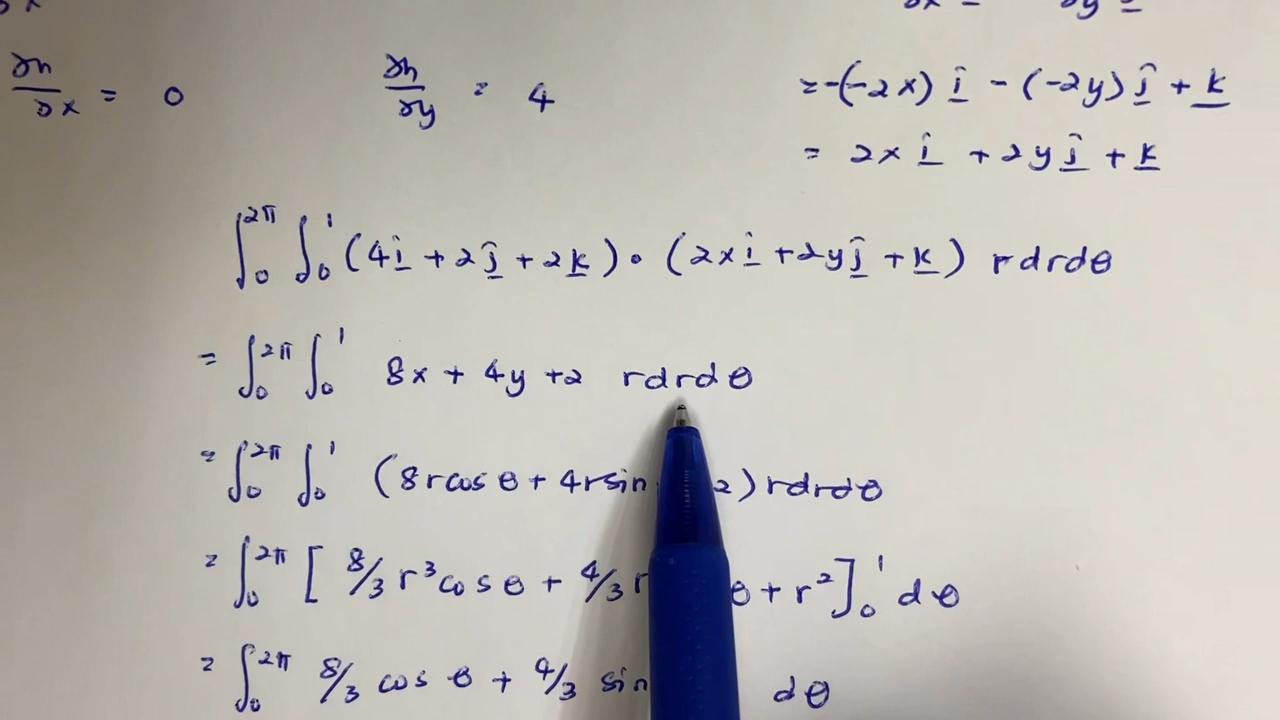 ∂x ∂y
∂h/∂x = 0 ∂h/∂y = 4 = -(-2x) i - (-2y) j + k
= 2x i + 2y j + k
∫₀^2π ∫₀^1 (4i + 2j + 2k) • (2xi + 2yj + k) r dr dθ
= ∫₀^2π ∫₀^1 8x + 4y + 2 r dr dθ
= ∫₀^2π ∫₀^1 (8r cos θ + 4r sin 2) r dr dθ
= ∫₀^2π [ 8/3 r³ cos θ + 4/3 r θ + r² ]₀^1 dθ
= ∫₀^2π 8/3 cos θ + 4/3 sin dθ